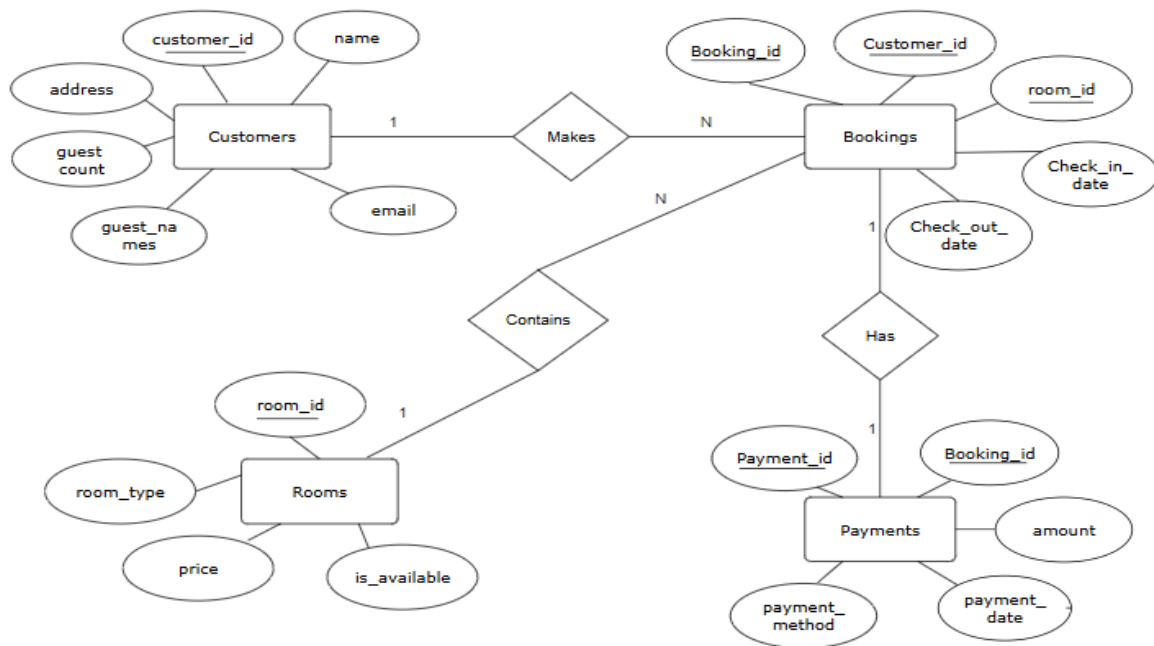 customer_id
name
Booking_id
Customer_id
address
room_id
Customers
1
Makes
N
Bookings
guest
count
Check_in_
date
email
guest_na
mes
N
1
Check_out_
date
Contains
Has
room_id
1
1
Payment_id
Booking_id
room_type
Rooms
Payments
amount
price
is_available
payment_
method
payment_
date